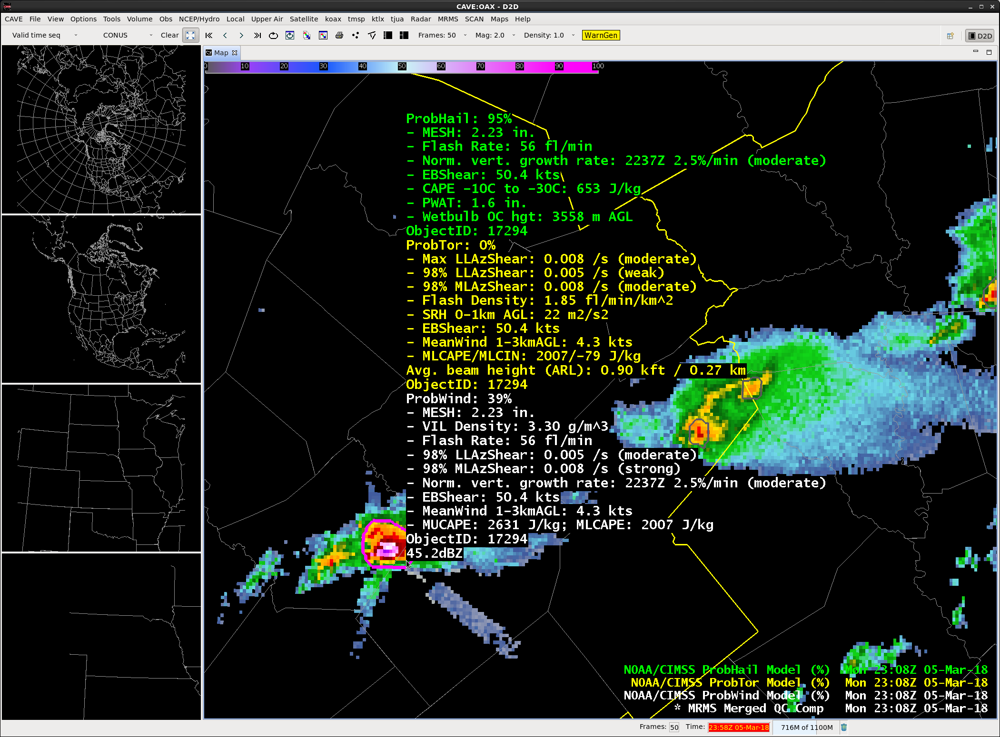 CAVE:OAX - D2D
CAVE File View Options Tools Volume Obs NCEP/Hydro Local Upper Air Satellite koax tmsp ktlx tjua Radar MRMS SCAN Maps Help
Valid time seq CONUS Clear Frames: 50 Mag: 2.0 Density: 1.0 WarnGen D2D
Map
0 10 20 30 40 50 60 70 80 90 100
ProbHail: 95%
- MESH: 2.23 in.
- Flash Rate: 56 fl/min
- Norm. vert. growth rate: 2237Z 2.5%/min (moderate)
- EBShear: 50.4 kts
- CAPE -10C to -30C: 653 J/kg
- PWAT: 1.6 in.
- Wetbulb 0C hgt: 3558 m AGL
ObjectID: 17294
ProbTor: 0%
- Max LLAzShear: 0.008 /s (moderate)
- 98% LLAzShear: 0.005 /s (weak)
- 98% MLAzShear: 0.008 /s (moderate)
- Flash Density: 1.85 fl/min/km^2
- SRH 0-1km AGL: 22 m2/s2
- EBShear: 50.4 kts
- MeanWind 1-3kmAGL: 4.3 kts
- MLCAPE/MLCIN: 2007/-79 J/kg
Avg. beam height (ARL): 0.90 kft / 0.27 km
ObjectID: 17294
ProbWind: 39%
- MESH: 2.23 in.
- VIL Density: 3.30 g/m^3
- Flash Rate: 56 fl/min
- 98% LLAzShear: 0.005 /s (moderate)
- 98% MLAzShear: 0.008 /s (strong)
- Norm. vert. growth rate: 2237Z 2.5%/min (moderate)
- EBShear: 50.4 kts
- MeanWind 1-3kmAGL: 4.3 kts
- MUCAPE: 2631 J/kg; MLCAPE: 2007 J/kg
ObjectID: 17294
45.2dBZ
NOAA/CIMSS ProbHail Model (%) Mon 23:08Z 05-Mar-18
NOAA/CIMSS ProbTor Model (%) Mon 23:08Z 05-Mar-18
NOAA/CIMSS ProbWind Model (%) Mon 23:08Z 05-Mar-18
* MRMS Merged QC Comp Mon 23:08Z 05-Mar-18
Frames: 50 Time: 23:58Z 05-Mar-18 716M of 1100M